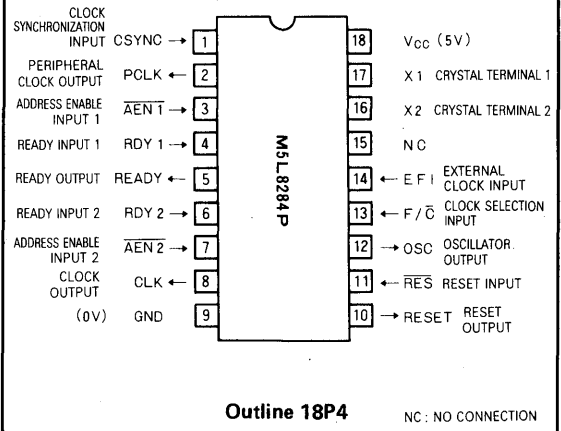 CLOCK
SYNCHRONIZATION
INPUT CSYNC → 1
PERIPHERAL
CLOCK OUTPUT PCLK ← 2
ADDRESS ENABLE
INPUT 1 AEN 1 → 3
READY INPUT 1 RDY 1 → 4
READY OUTPUT READY ← 5
READY INPUT 2 RDY 2 → 6
ADDRESS ENABLE
INPUT 2 AEN 2 → 7
CLOCK
OUTPUT CLK ← 8
(0V) GND 9
M5L8284P
18 VCC (5V)
17 X1 CRYSTAL TERMINAL 1
16 X2 CRYSTAL TERMINAL 2
15 NC
14 ← EFI EXTERNAL
CLOCK INPUT
13 ← F/C̅ CLOCK SELECTION
INPUT
12 → OSC OSCILLATOR
OUTPUT
11 ← R̅E̅S̅ RESET INPUT
10 → RESET RESET
OUTPUT
Outline 18P4
NC: NO CONNECTION